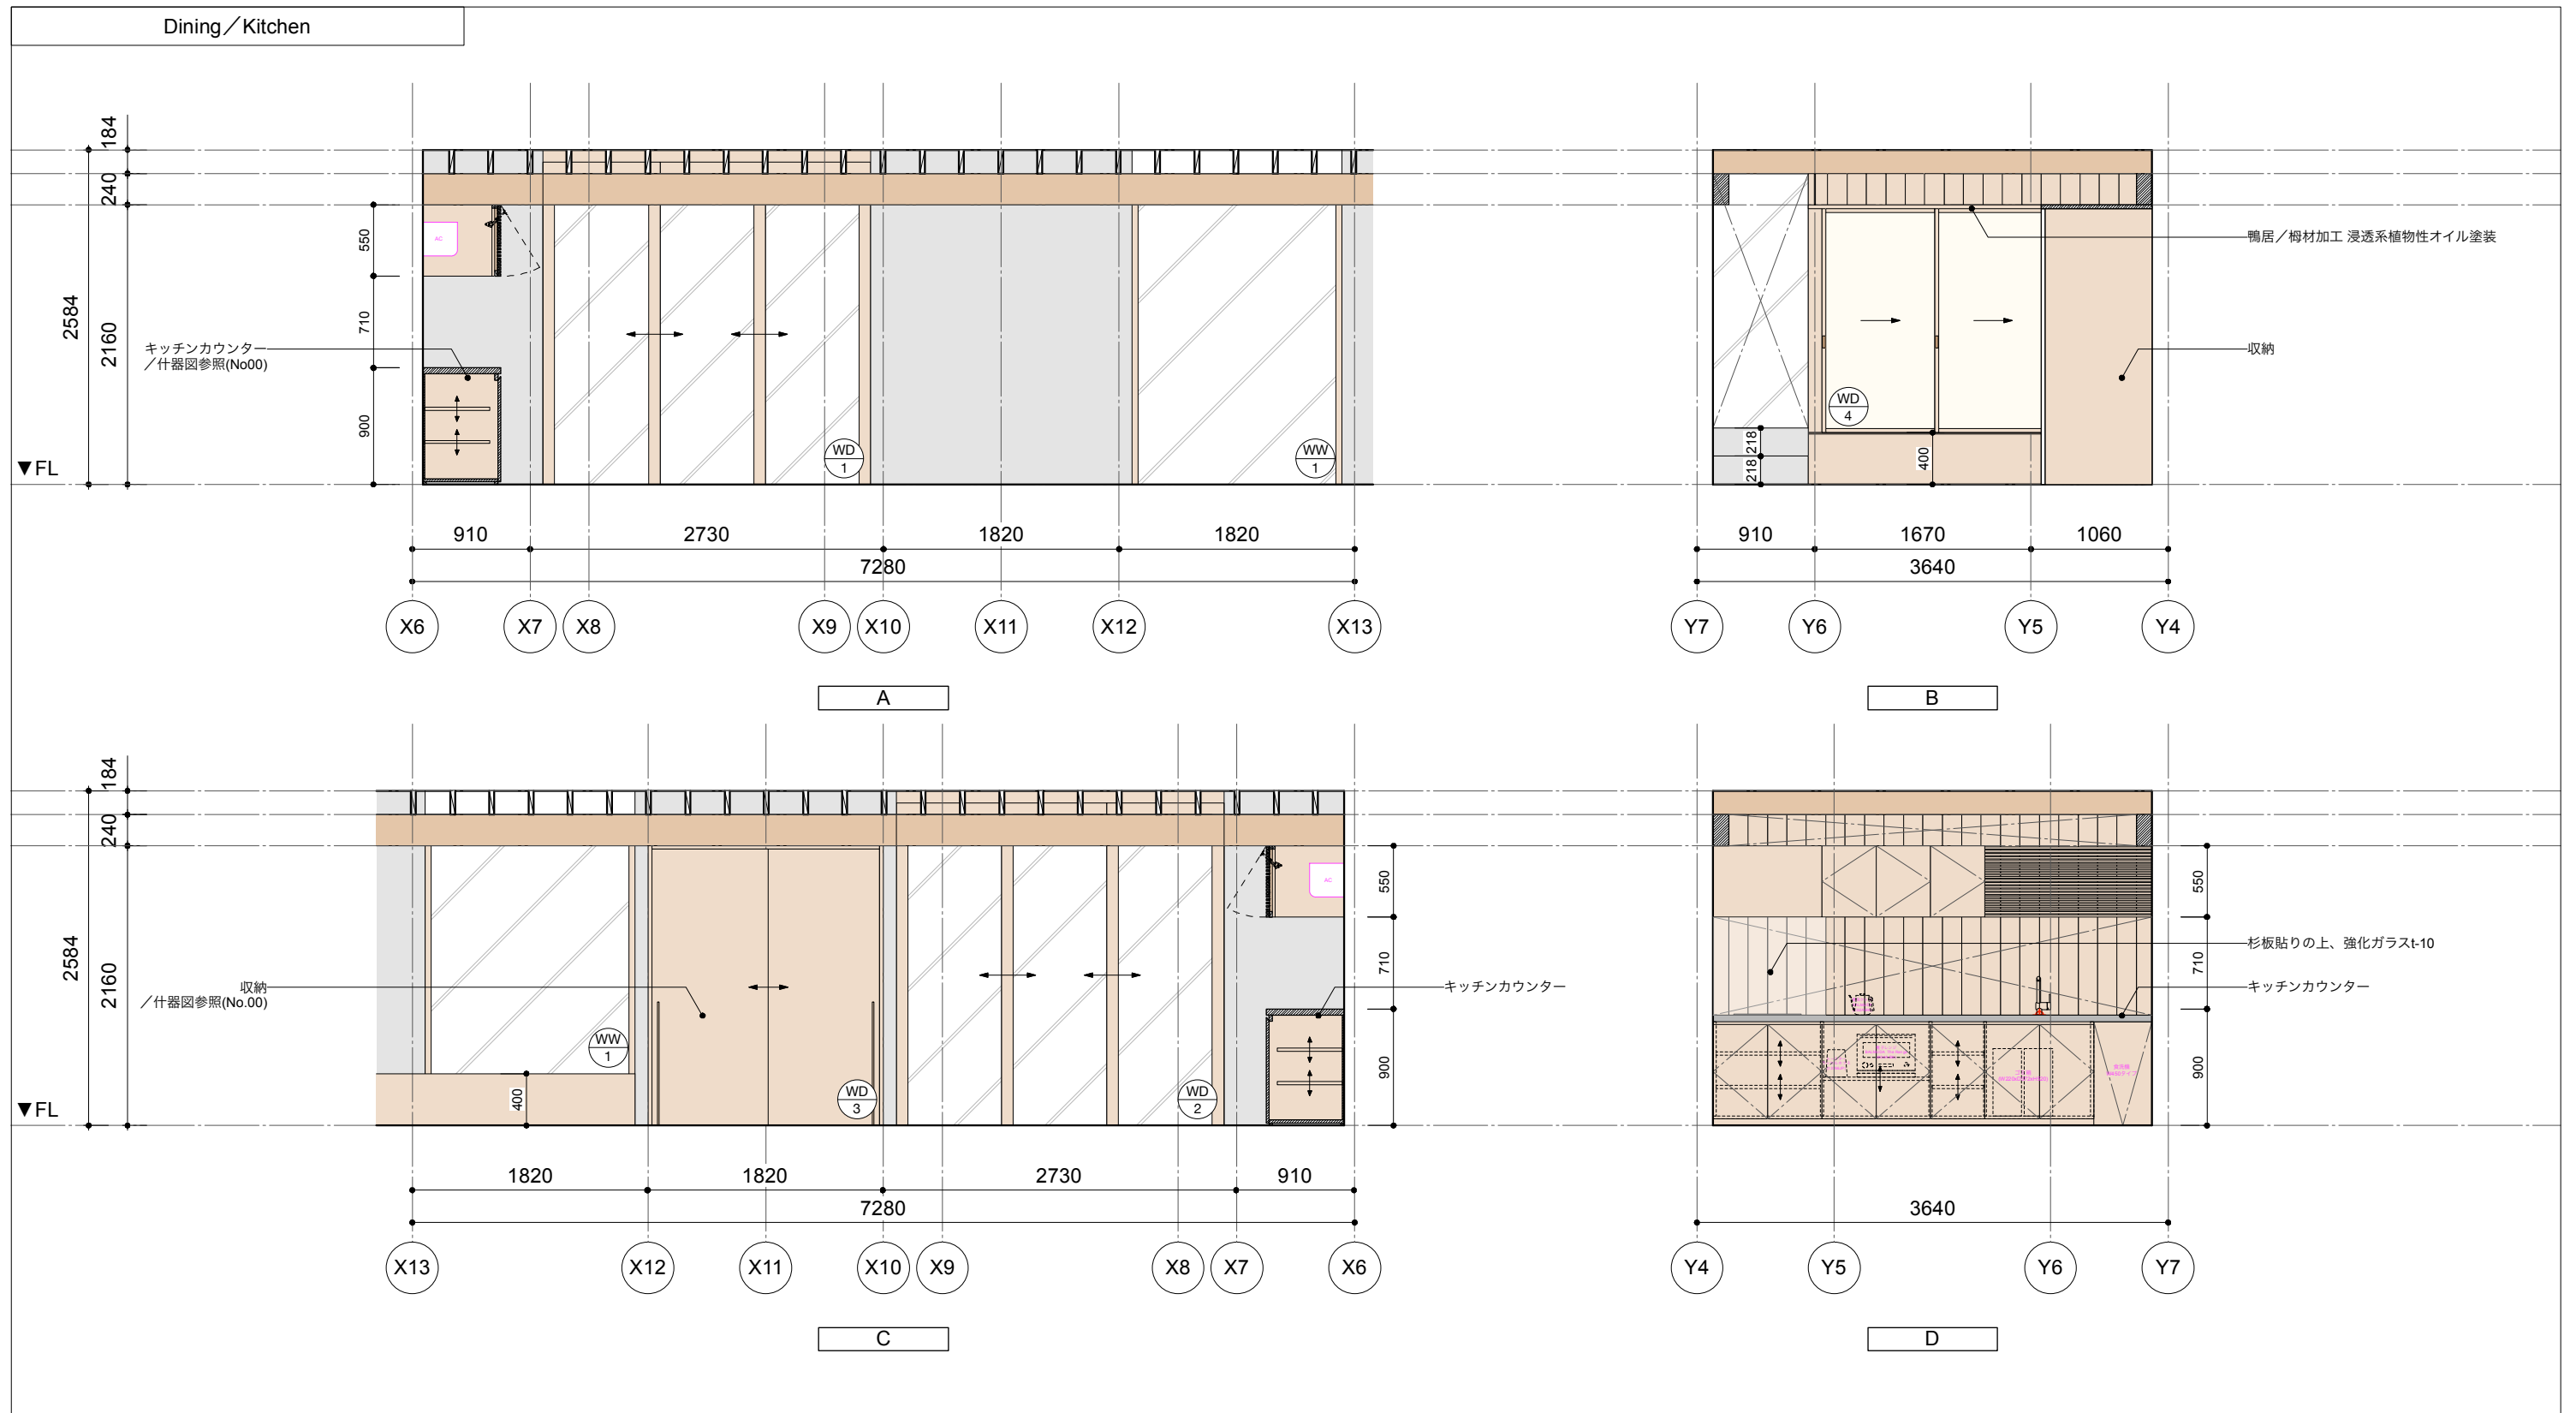 Dining／Kitchen
184
240
2584
2160
550
710
900
キッチンカウンター
／什器図参照(No00)
▼FL
AC
WD
1
WW
1
910
2730
1820
1820
7280
X6
X7
X8
X9
X10
X11
X12
X13
A
鴨居／栂材加工 浸透系植物性オイル塗装
収納
WD
4
218
218
400
910
1670
1060
3640
Y7
Y6
Y5
Y4
B
184
240
2584
2160
収納
／什器図参照(No.00)
▼FL
WW
1
400
WD
3
WD
2
AC
550
710
900
キッチンカウンター
1820
1820
2730
910
7280
X13
X12
X11
X10
X9
X8
X7
X6
C
550
710
900
杉板貼りの上、強化ガラスt-10
キッチンカウンター
3640
Y4
Y5
Y6
Y7
D